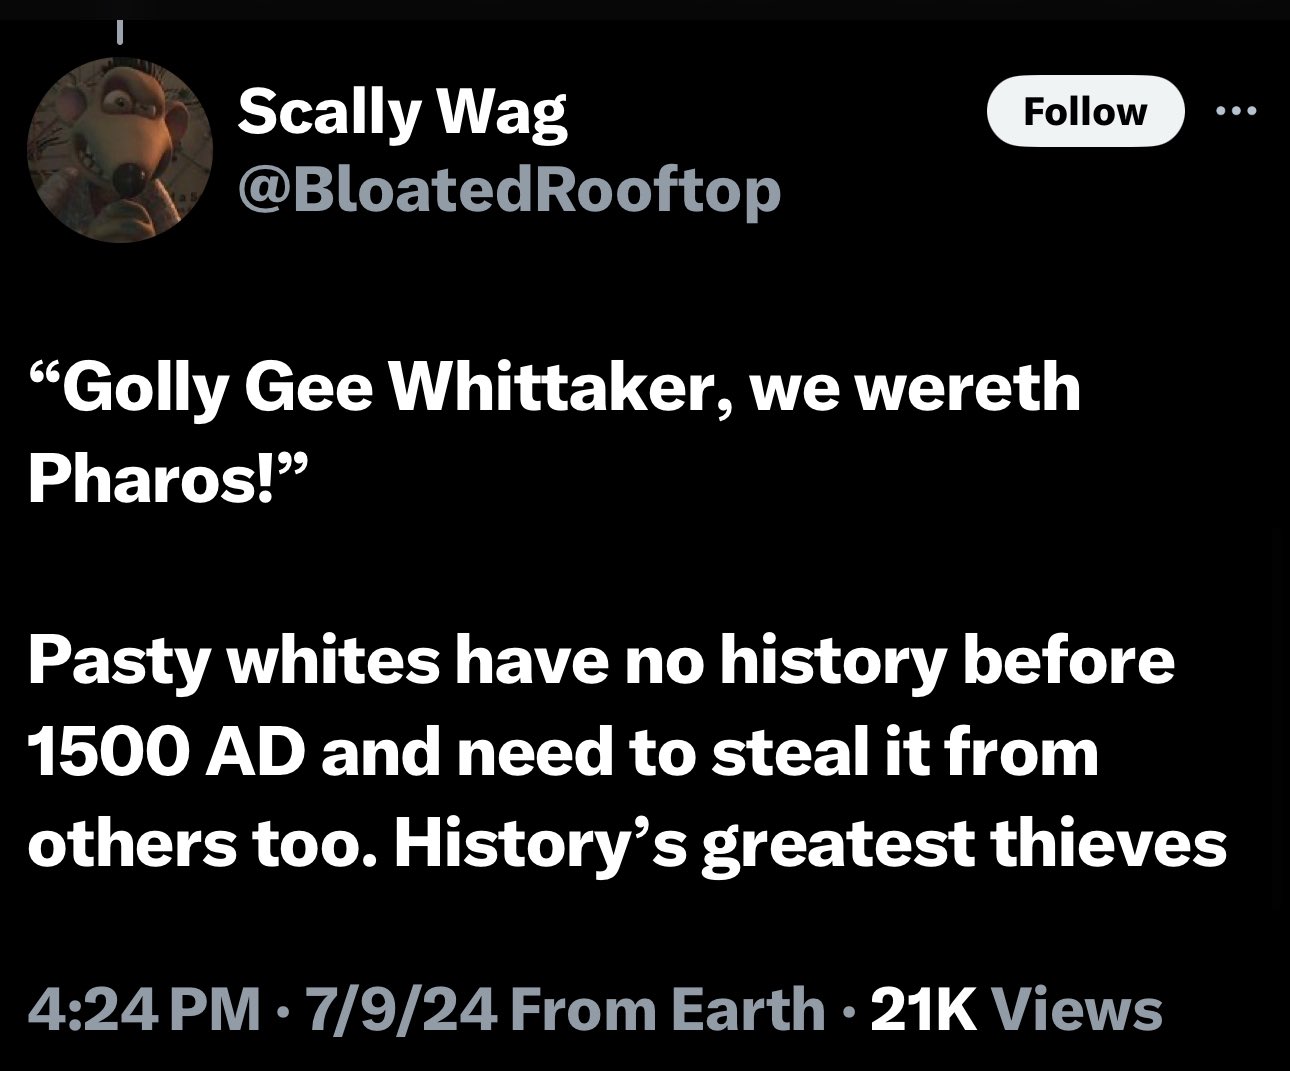 Scally Wag
Follow
@BloatedRooftop
“Golly Gee Whittaker, we wereth
Pharos!”
Pasty whites have no history before
1500 AD and need to steal it from
others too. History’s greatest thieves
4:24 PM · 7/9/24 From Earth · 21K Views